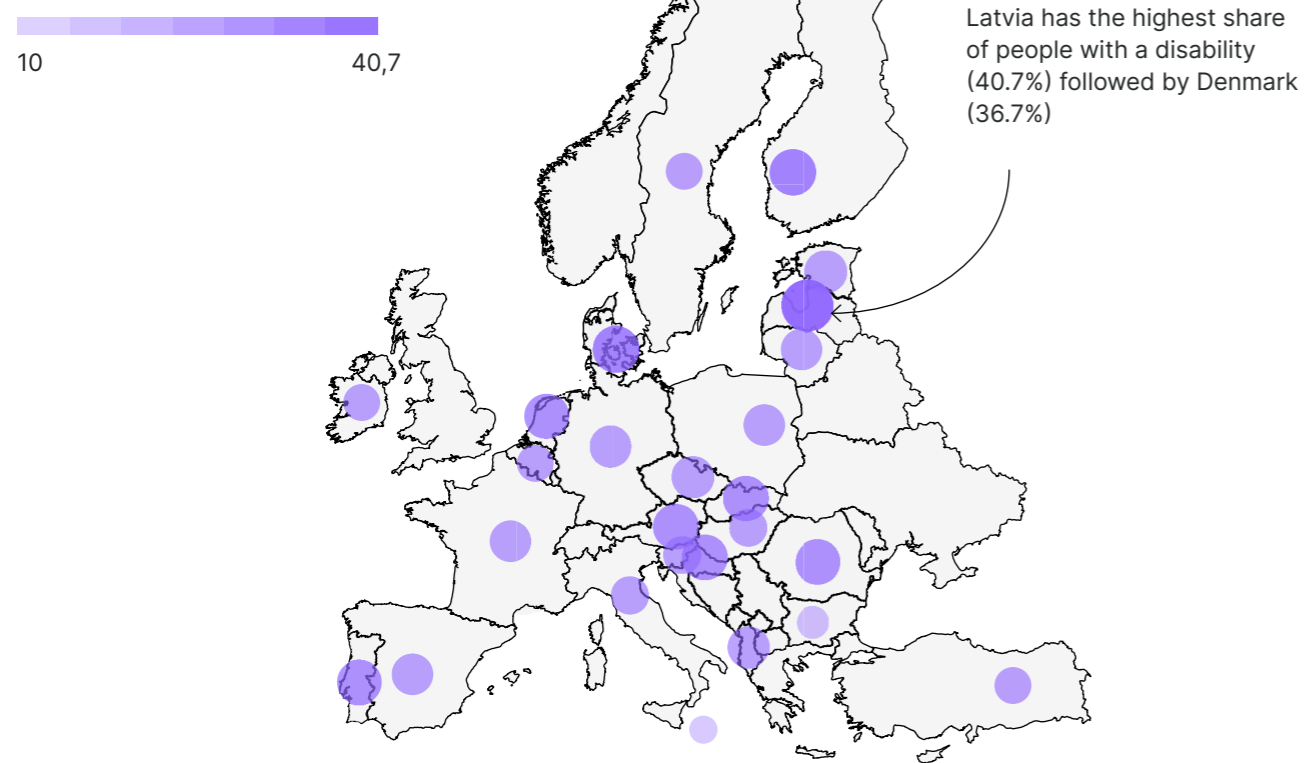 10
40,7
Latvia has the highest share
of people with a disability
(40.7%) followed by Denmark
(36.7%)